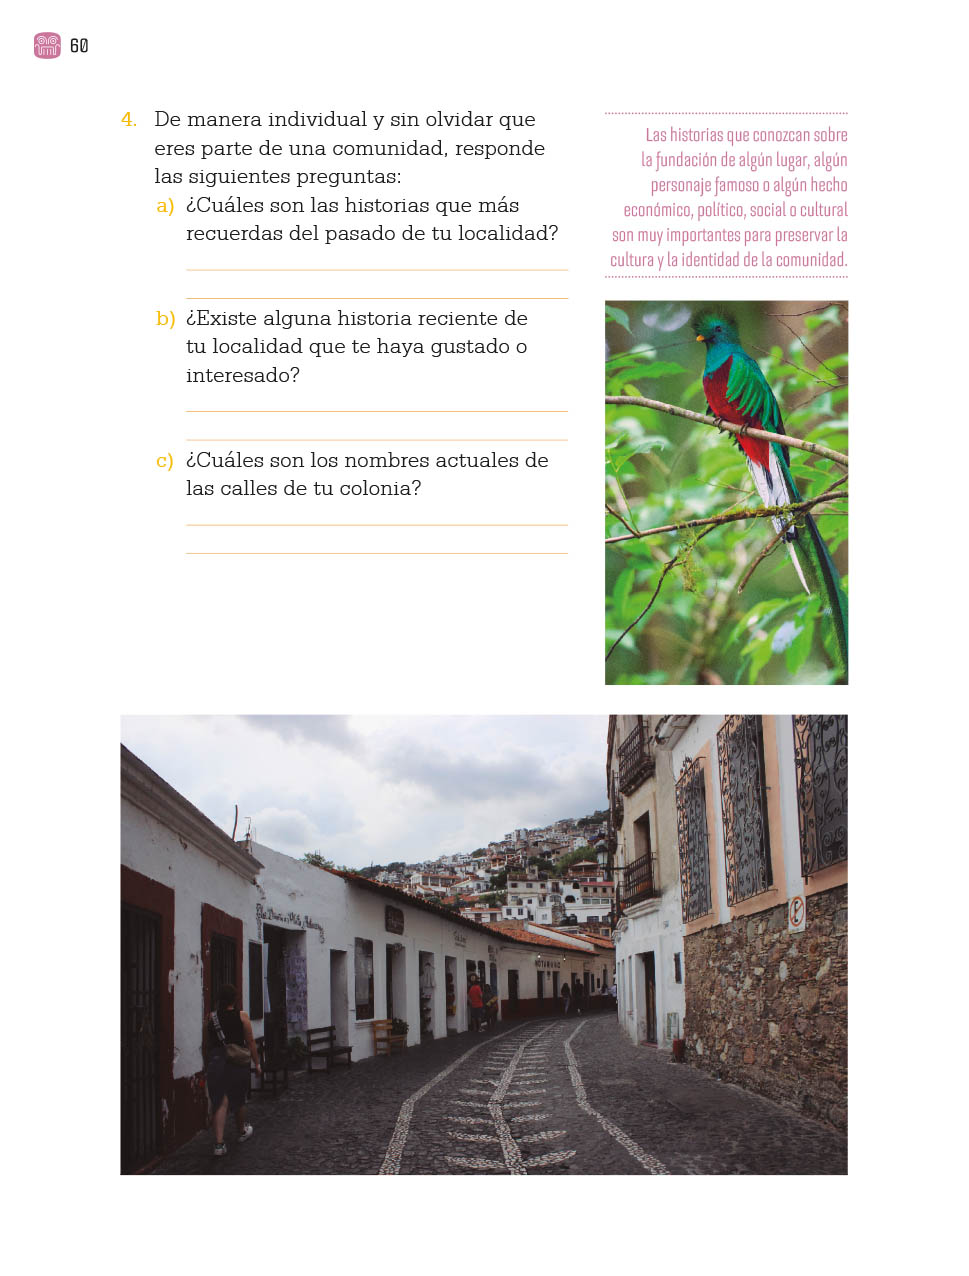 60
4. De manera individual y sin olvidar que
eres parte de una comunidad, responde
las siguientes preguntas:
a) ¿Cuáles son las historias que más
recuerdas del pasado de tu localidad?
b) ¿Existe alguna historia reciente de
tu localidad que te haya gustado o
interesado?
c) ¿Cuáles son los nombres actuales de
las calles de tu colonia?
Las historias que conozcan sobre
la fundación de algún lugar, algún
personaje famoso o algún hecho
económico, político, social o cultural
son muy importantes para preservar la
cultura y la identidad de la comunidad.